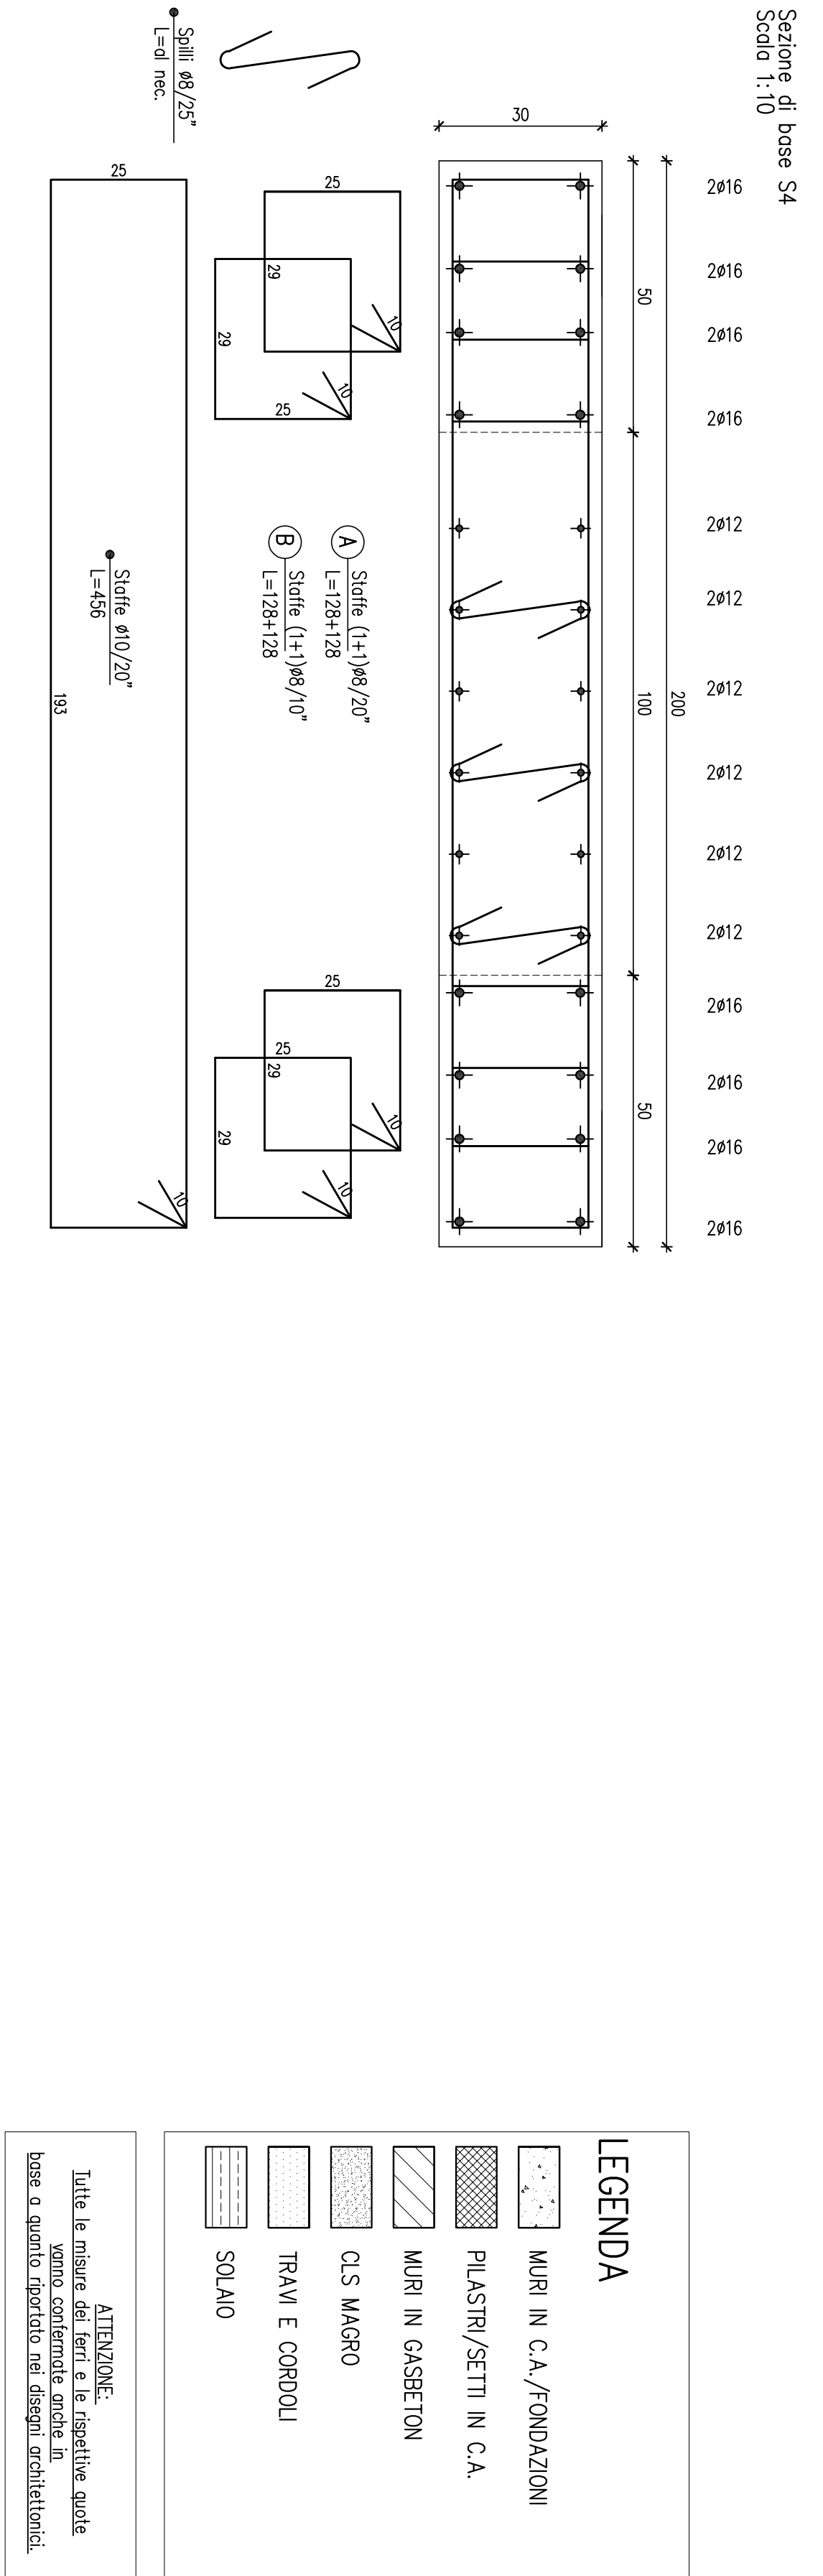 Sezione di base S4
Scala 1:10
2ø16
2ø16
2ø16
2ø16
2ø12
2ø12
2ø12
2ø12
2ø12
2ø12
2ø16
2ø16
2ø16
2ø16
200
50
100
50
30
25
29
10
29
25
10
A
Staffe (1+1)ø8/20"
L=128+128
B
Staffe (1+1)ø8/10"
L=128+128
25
25
29
10
29
10
Spilli ø8/25"
L=al nec.
25
Staffe ø10/20"
L=456
193
10
LEGENDA
MURI IN C.A./FONDAZIONI
PILASTRI/SETTI IN C.A.
MURI IN GASBETON
CLS MAGRO
TRAVI E CORDOLI
SOLAIO
ATTENZIONE:
Tutte le misure dei ferri e le rispettive quote
vanno confermate anche in
base a quanto riportato nei disegni architettonici.